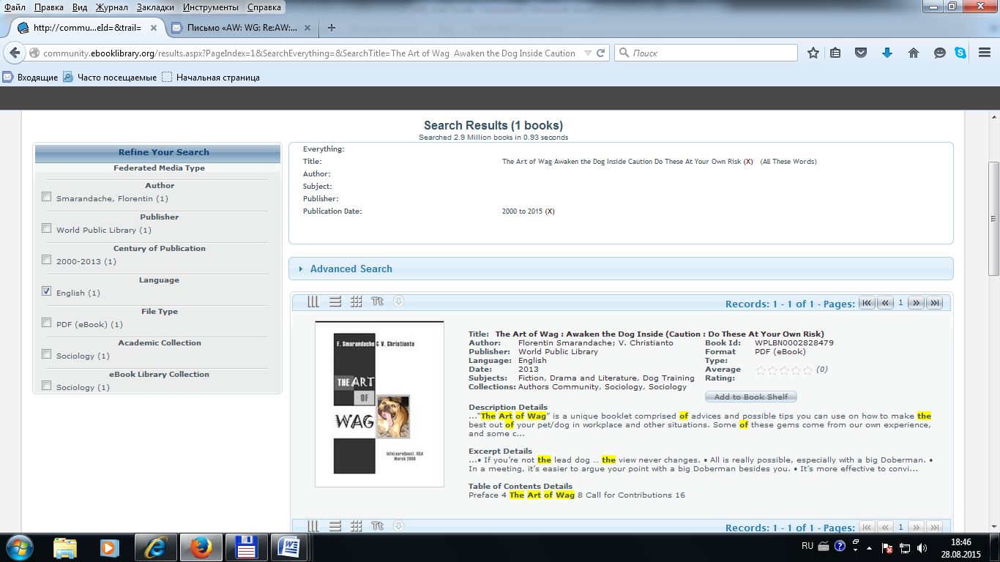 Файл Правка Вид Журнал Закладки Инструменты Справка
http://commu...eId=&trail=
Письмо «AW: WG: Re:AW:...
community.ebooklibrary.org/results.aspx?PageIndex=1&SearchEverything=&SearchTitle=The Art of Wag  Awaken the Dog Inside Caution
Поиск
Входящие Часто посещаемые Начальная страница
Search Results (1 books)
Searched 2.9 Million books in 0.93 seconds
Refine Your Search
Federated Media Type
Author
Smarandache, Florentin (1)
Publisher
World Public Library (1)
Century of Publication
2000-2013 (1)
Language
English (1)
File Type
PDF (eBook) (1)
Academic Collection
Sociology (1)
eBook Library Collection
Sociology (1)
Everything:
Title: The Art of Wag Awaken the Dog Inside Caution Do These At Your Own Risk (X) (All These Words)
Author:
Subject:
Publisher:
Publication Date: 2000 to 2015 (X)
Advanced Search
Tt Records: 1 - 1 of 1 - Pages: 1
F. Smarandache & V. Christianto
THE ART
OF
WAG
InfoLearnQuest, USA
March 2008
Title: The Art of Wag : Awaken the Dog Inside (Caution : Do These At Your Own Risk)
Author: Florentin Smarandache; V. Christianto
Publisher: World Public Library
Language: English
Date: 2013
Subjects: Fiction, Drama and Literature, Dog Training
Collections: Authors Community, Sociology, Sociology
Book Id: WPLBN0002828479
Format PDF (eBook)
Type:
Average (0)
Rating:
Add to Book Shelf
Description Details
...“The Art of Wag” is a unique booklet comprised of advices and possible tips you can use on how to make the
best out of your pet/dog in workplace and other situations. Some of these gems come from our own experience,
and some c...
Excerpt Details
...• If you’re not the lead dog … the view never changes. • All is really possible, especially with a big Doberman. •
In a meeting, it’s easier to argue your point with a big Doberman besides you. • It’s more effective to convi...
Table of Contents Details
Preface 4 The Art of Wag 8 Call for Contributions 16
Tt Records: 1 - 1 of 1 - Pages: 1
RU
18:46
28.08.2015